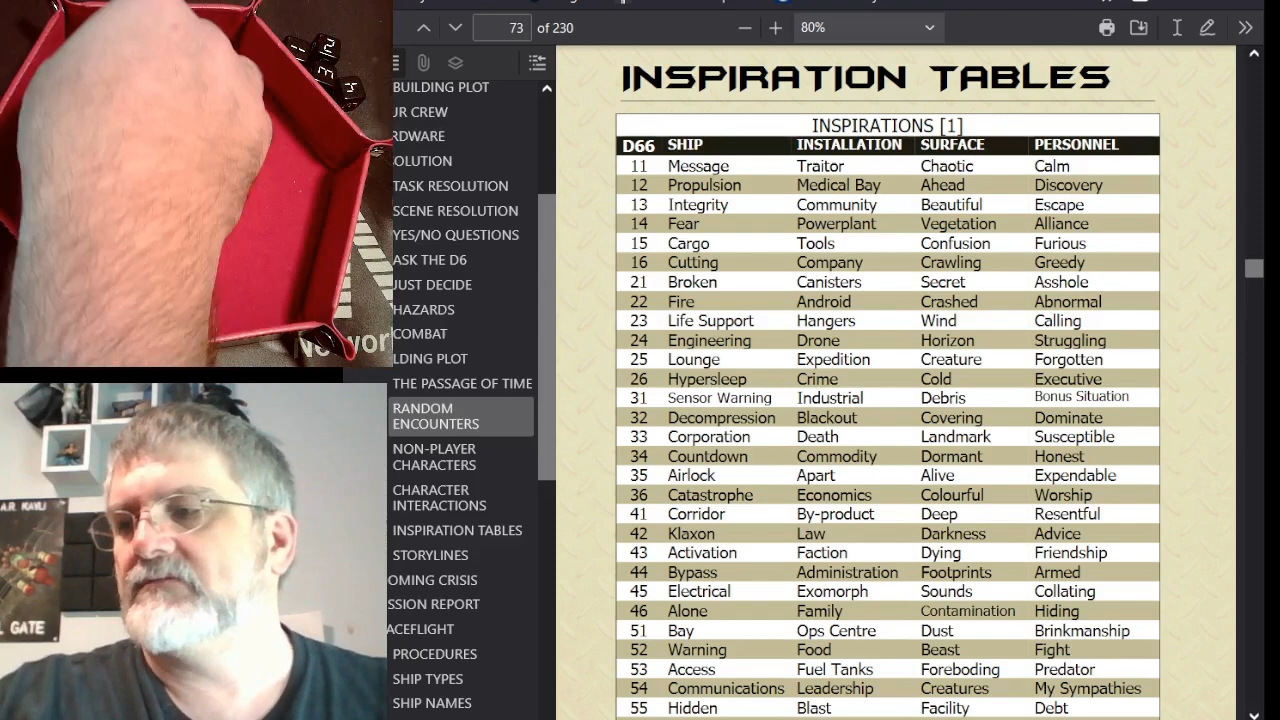 73 of 230
80%
BUILDING PLOT
UR CREW
RDWARE
SOLUTION
TASK RESOLUTION
SCENE RESOLUTION
YES/NO QUESTIONS
ASK THE D6
JUST DECIDE
HAZARDS
COMBAT
LDING PLOT
THE PASSAGE OF TIME
RANDOM
ENCOUNTERS
NON-PLAYER
CHARACTERS
CHARACTER
INTERACTIONS
INSPIRATION TABLES
STORYLINES
OMING CRISIS
SSION REPORT
ACEFLIGHT
PROCEDURES
SHIP TYPES
SHIP NAMES
INSPIRATION TABLES
INSPIRATIONS [1]
D66 SHIP INSTALLATION SURFACE PERSONNEL
11 Message Traitor Chaotic Calm
12 Propulsion Medical Bay Ahead Discovery
13 Integrity Community Beautiful Escape
14 Fear Powerplant Vegetation Alliance
15 Cargo Tools Confusion Furious
16 Cutting Company Crawling Greedy
21 Broken Canisters Secret Asshole
22 Fire Android Crashed Abnormal
23 Life Support Hangers Wind Calling
24 Engineering Drone Horizon Struggling
25 Lounge Expedition Creature Forgotten
26 Hypersleep Crime Cold Executive
31 Sensor Warning Industrial Debris Bonus Situation
32 Decompression Blackout Covering Dominate
33 Corporation Death Landmark Susceptible
34 Countdown Commodity Dormant Honest
35 Airlock Apart Alive Expendable
36 Catastrophe Economics Colourful Worship
41 Corridor By-product Deep Resentful
42 Klaxon Law Darkness Advice
43 Activation Faction Dying Friendship
44 Bypass Administration Footprints Armed
45 Electrical Exomorph Sounds Collating
46 Alone Family Contamination Hiding
51 Bay Ops Centre Dust Brinkmanship
52 Warning Food Beast Fight
53 Access Fuel Tanks Foreboding Predator
54 Communications Leadership Creatures My Sympathies
55 Hidden Blast Facility Debt
A.R. KAVLI
L GATE